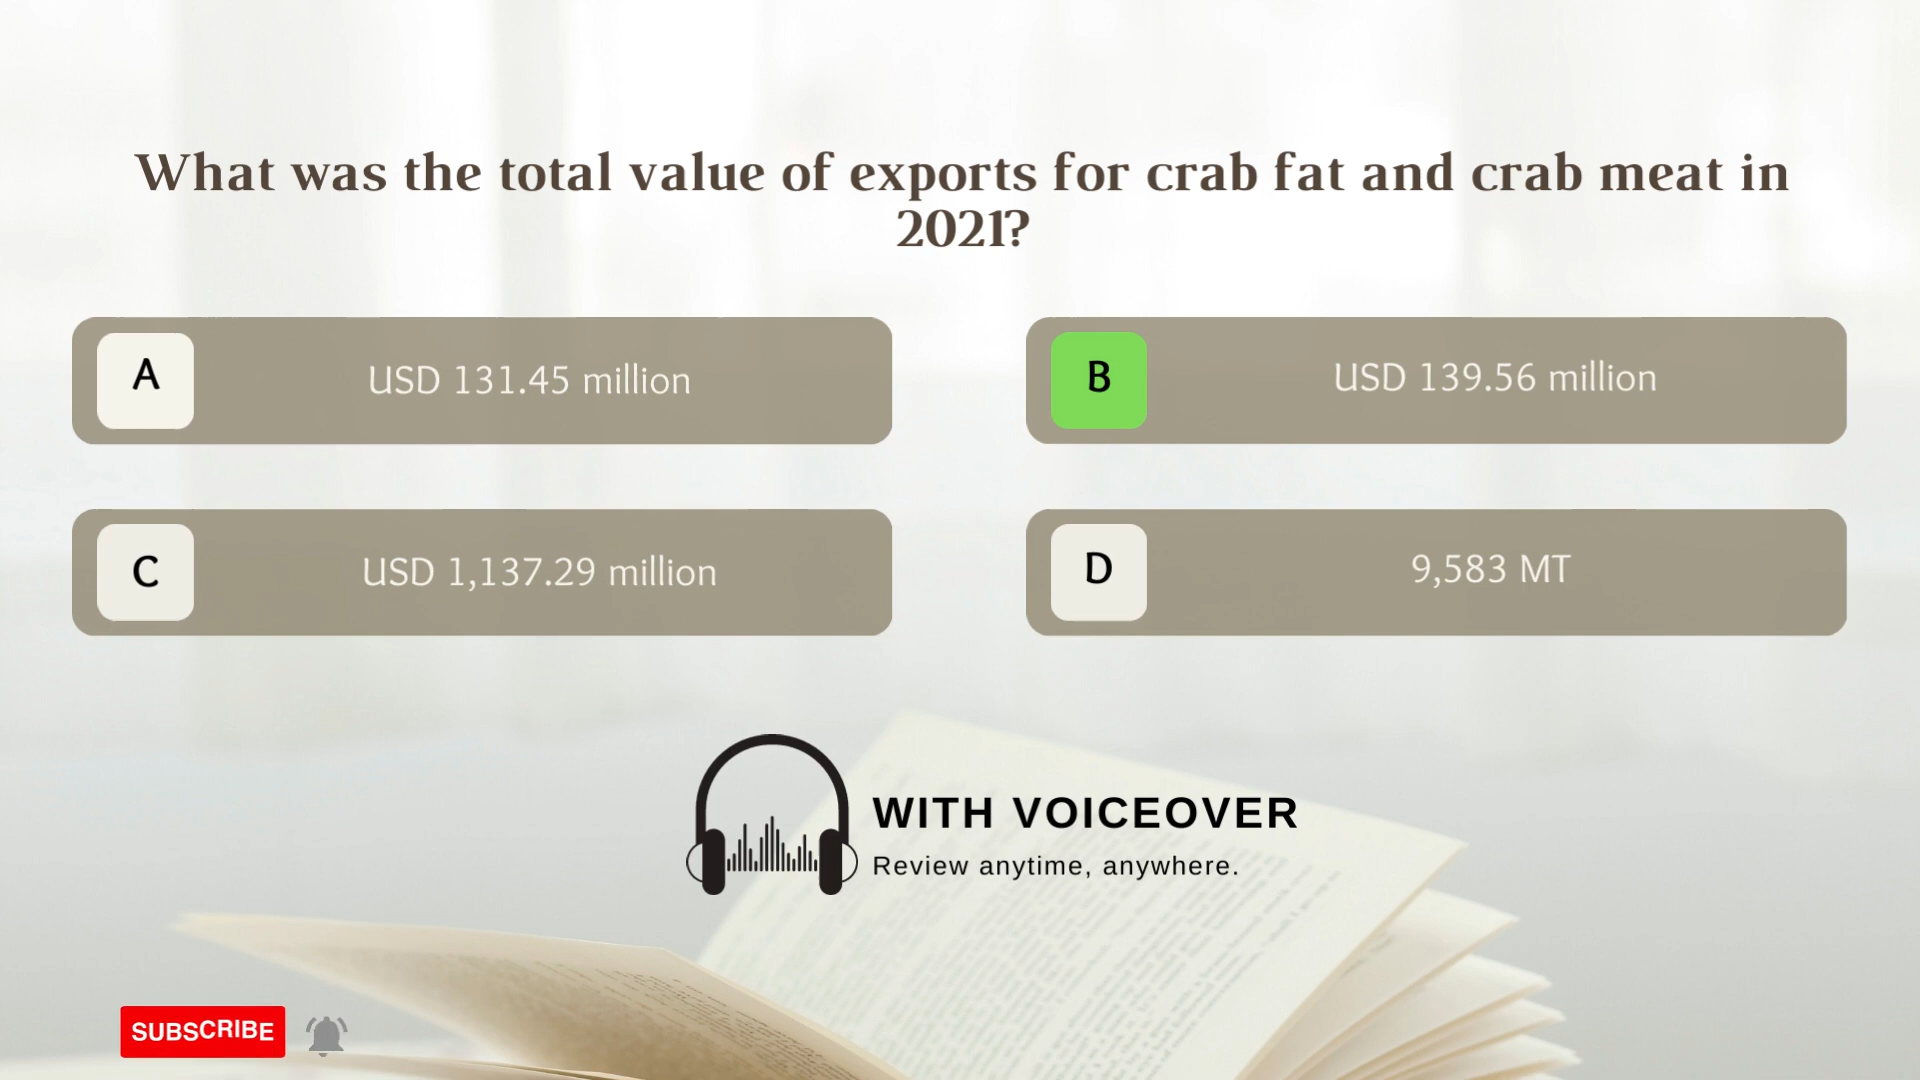 What was the total value of exports for crab fat and crab meat in
2021?
A
USD 131.45 million
B
USD 139.56 million
C
USD 1,137.29 million
D
9,583 MT
WITH VOICEOVER
Review anytime, anywhere.
SUBSCRIBE